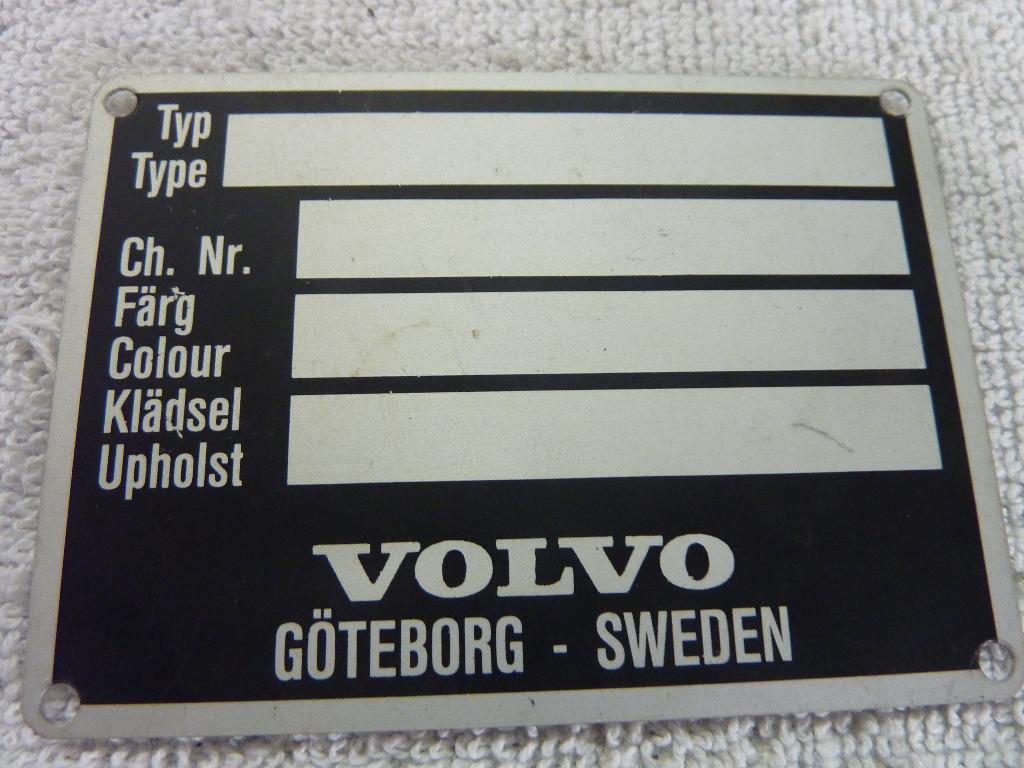 Typ
Type
Ch. Nr.
Färg
Colour
Klädsel
Upholst
VOLVO
GÖTEBORG - SWEDEN